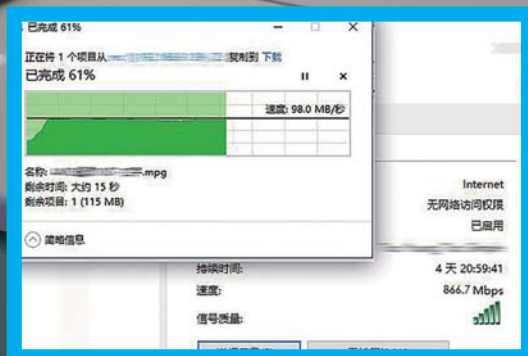 已完成 61%
正在将 1 个项目从 复制到 下载
已完成 61%
速度: 98.0 MB/秒
名称: .mpg
剩余时间: 大约 15 秒
剩余项目: 1 (115 MB)
简略信息
Internet
无网络访问权限
已启用
持续时间: 4 天 20:59:41
速度: 866.7 Mbps
信号质量: